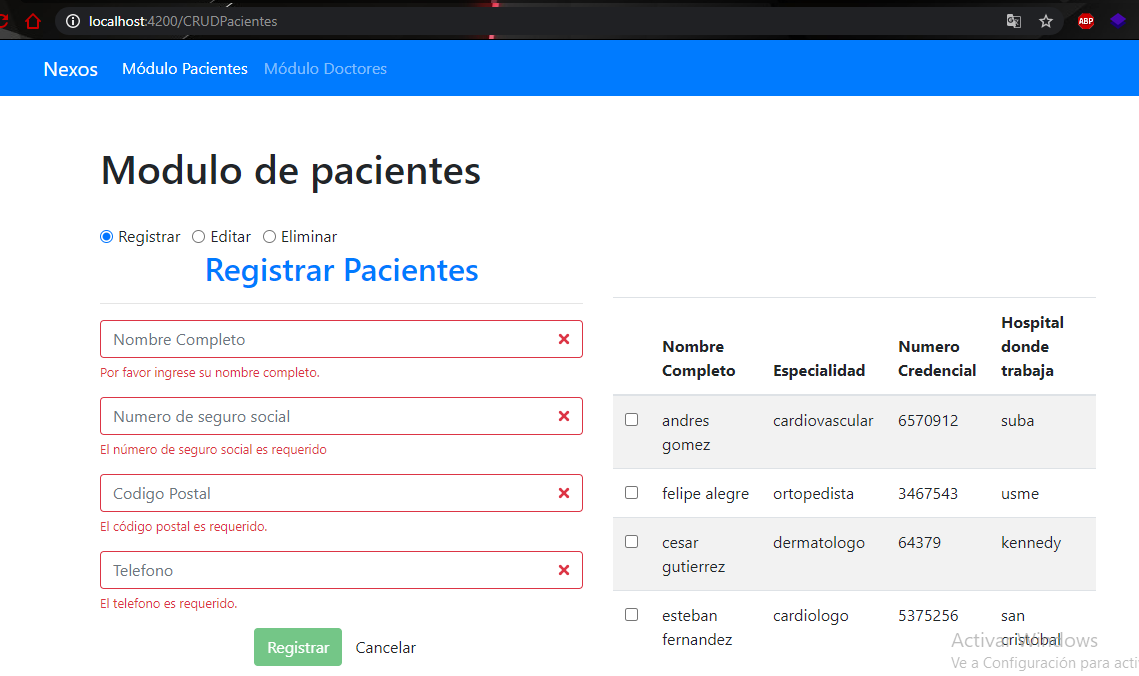 localhost:4200/CRUDPacientes
ABP
Nexos Módulo Pacientes Módulo Doctores
Modulo de pacientes
Registrar Editar Eliminar
Registrar Pacientes
Nombre Completo
Por favor ingrese su nombre completo.
Numero de seguro social
El número de seguro social es requerido
Codigo Postal
El código postal es requerido.
Telefono
El telefono es requerido.
Registrar Cancelar
Nombre Completo Especialidad Numero Credencial Hospital donde trabaja
andres gomez cardiovascular 6570912 suba
felipe alegre ortopedista 3467543 usme
cesar gutierrez dermatologo 64379 kennedy
esteban fernandez cardiologo 5375256 san cristobal
Activar Windows
Ve a Configuración para acti